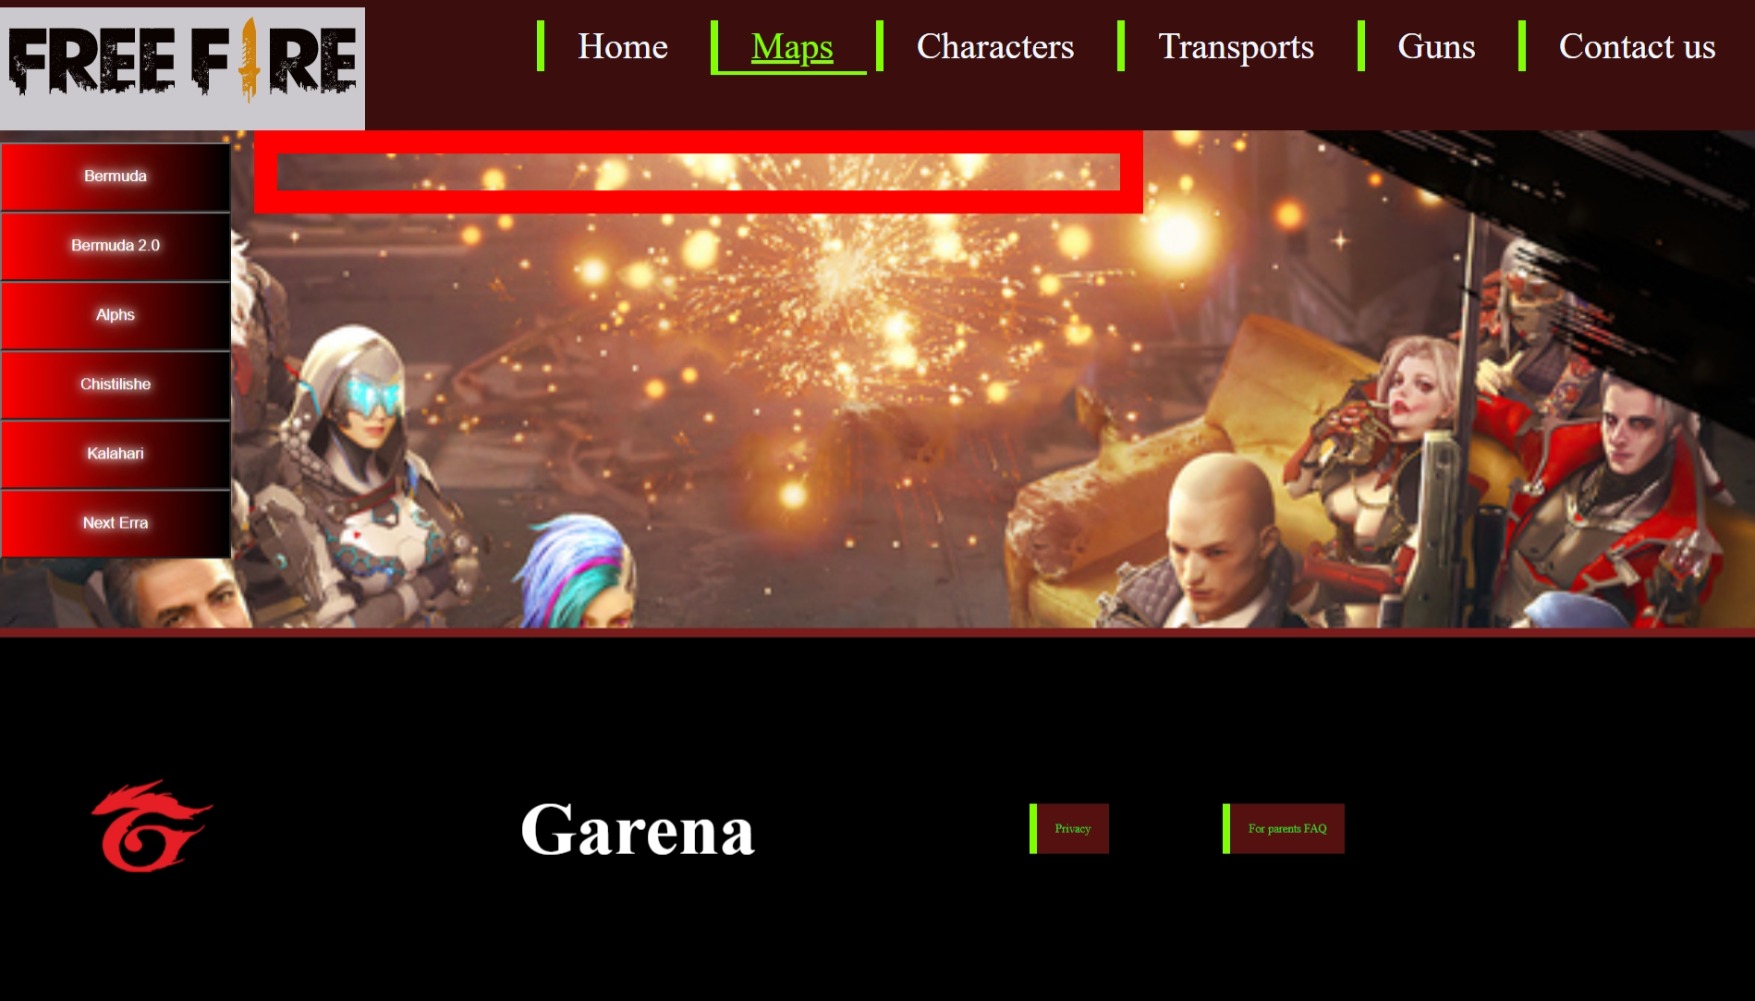 FREE FIRE
Home
Maps
Characters
Transports
Guns
Contact us
Bermuda
Bermuda 2.0
Alphs
Chistilishe
Kalahari
Next Erra
Garena
Privacy
For parents FAQ